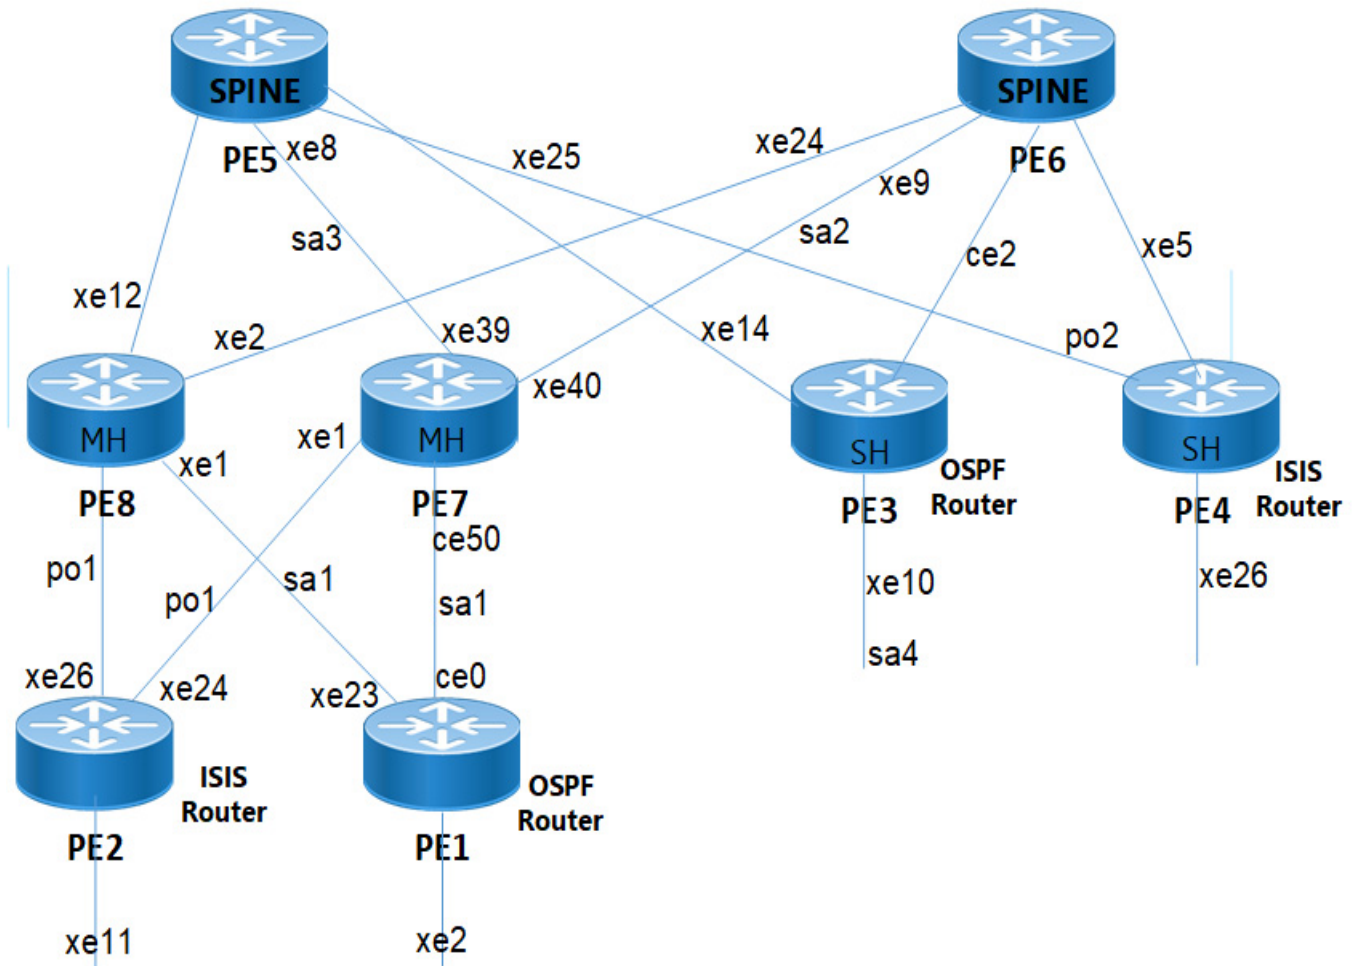 SPINE
SPINE
PE5
xe8
xe25
xe24
PE6
xe9
sa3
sa2
ce2
xe5
xe12
xe2
xe39
xe14
po2
xe40
MH
xe1
MH
SH
SH
xe1
OSPF
Router
ISIS
Router
PE8
PE7
PE3
PE4
ce50
po1
sa1
xe10
xe26
po1
sa1
sa4
xe26
xe24
xe23
ce0
ISIS
Router
OSPF
Router
PE2
PE1
xe11
xe2